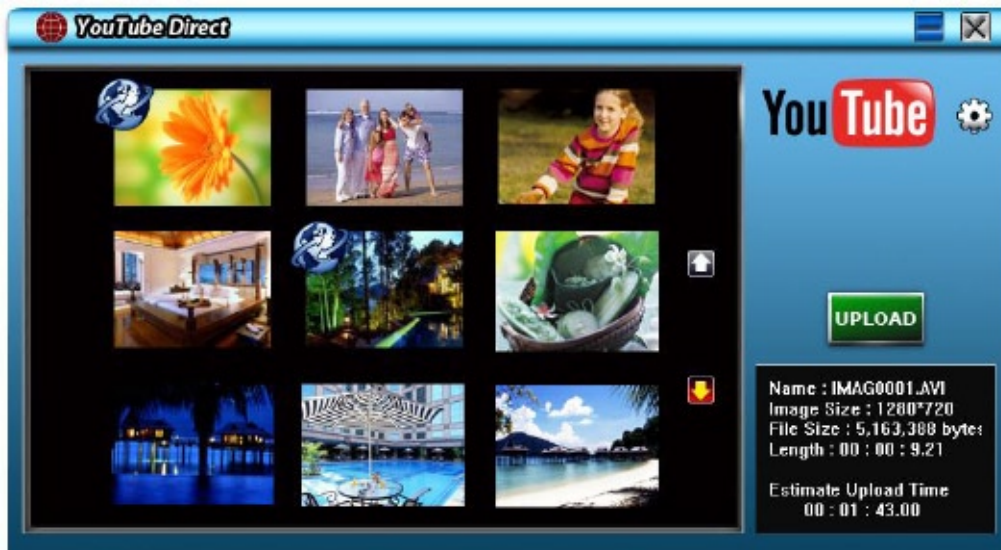 YouTube Direct
YouTube
UPLOAD
Name : IMAG0001.AVI
Image Size : 1280*720
File Size : 5,163,388 bytes
Length : 00 : 00 : 9.21
Estimate Upload Time
00 : 01 : 43.00